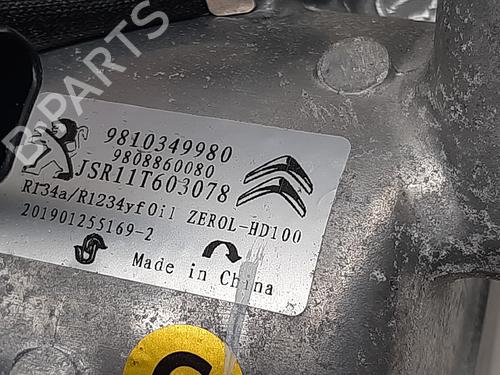 B-PARTS
9810349980
9808860080
JSR11T603078
R134a/R1234yf Oil ZEROL-HD100
201901255169-2
Made in China